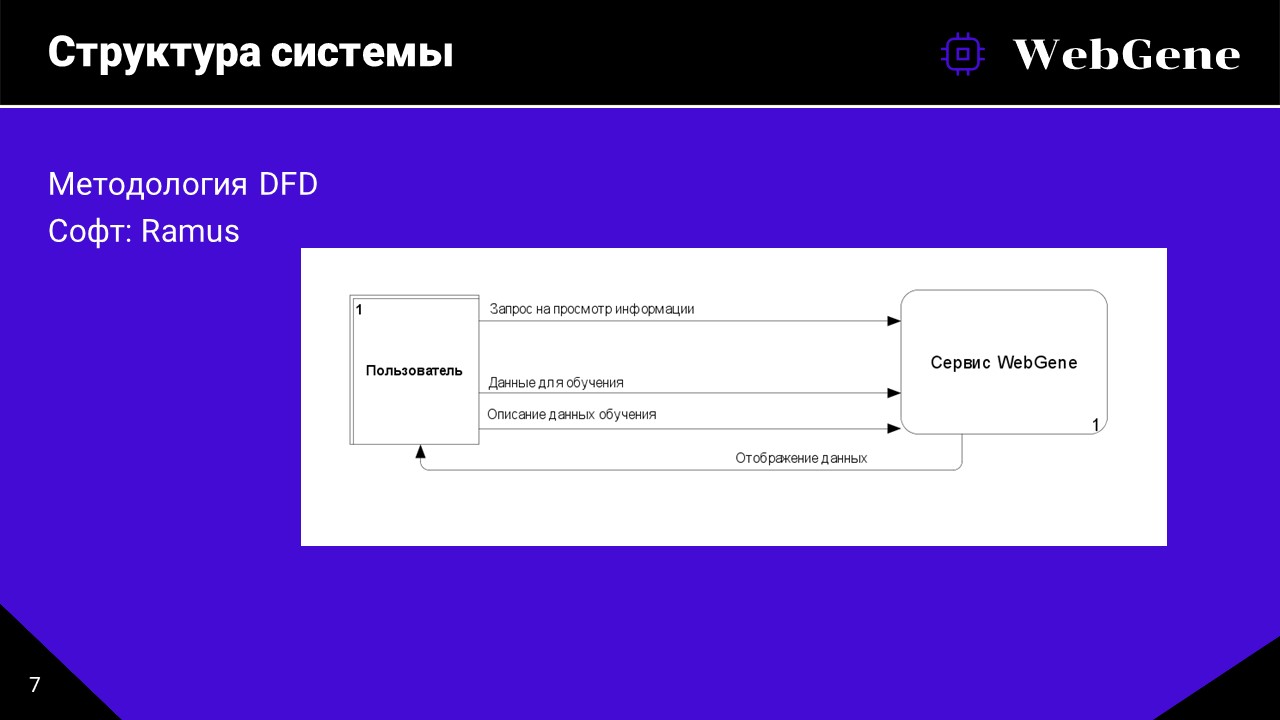 Структура системы
WebGene
Методология DFD
Софт: Ramus
1
Запрос на просмотр информации
Пользователь
Сервис WebGene
Данные для обучения
Описание данных обучения
1
Отображение данных
7